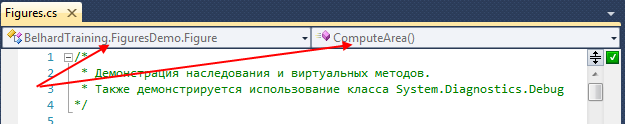 Figures.cs
BelhardTraining.FiguresDemo.Figure ComputeArea()
1 /*
2 * Демонстрация наследования и виртуальных методов.
3 * Также демонстрируется использование класса System.Diagnostics.Debug
4 */